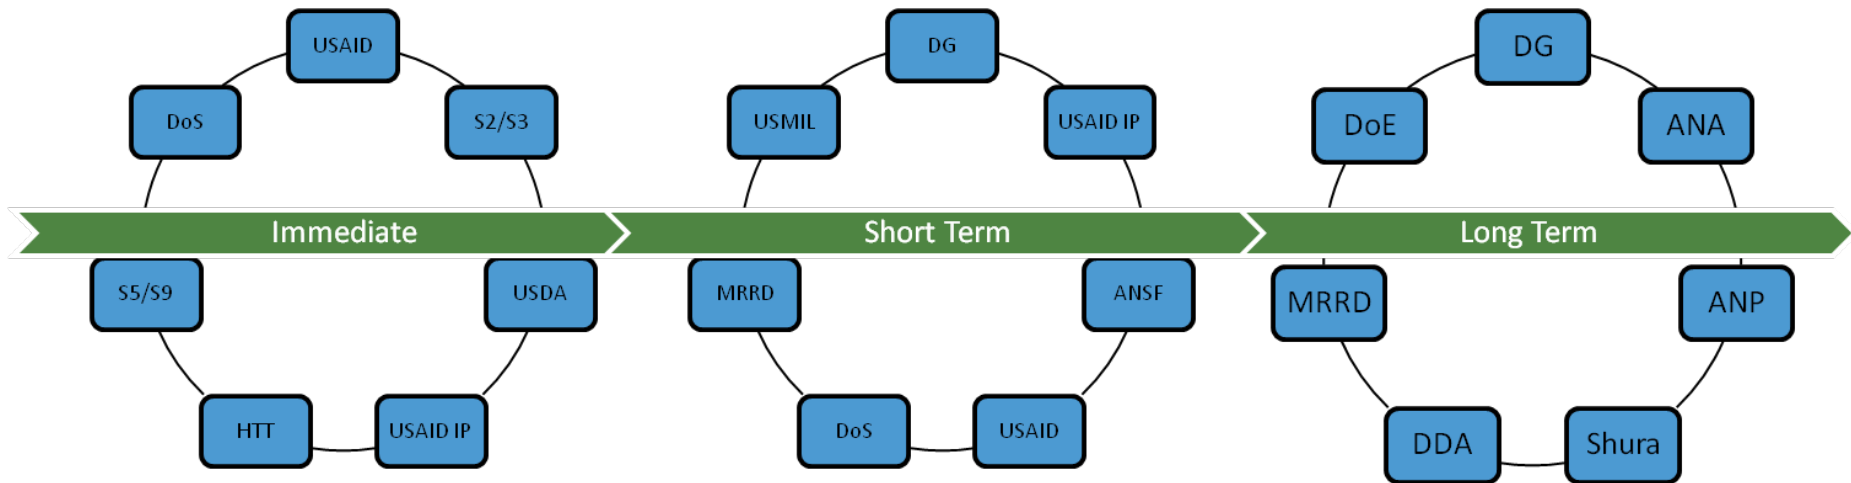 USAID
DoS
S2/S3
S5/S9
USDA
HTT
USAID IP
Immediate
DG
USMIL
USAID IP
MRRD
ANSF
DoS
USAID
Short Term
DG
DoE
ANA
MRRD
ANP
DDA
Shura
Long Term